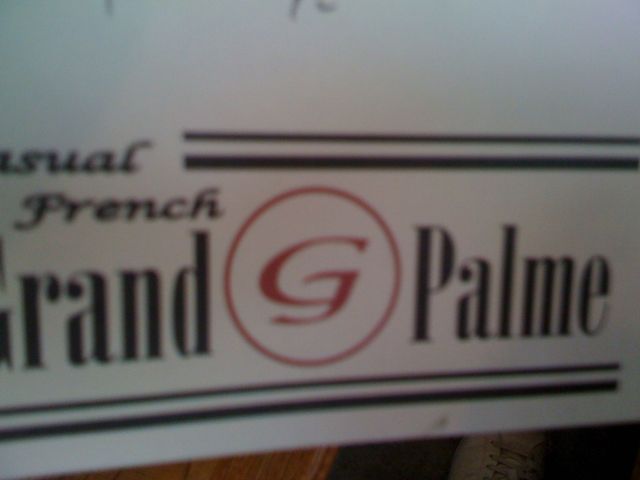 asual
French
Grand G Palme